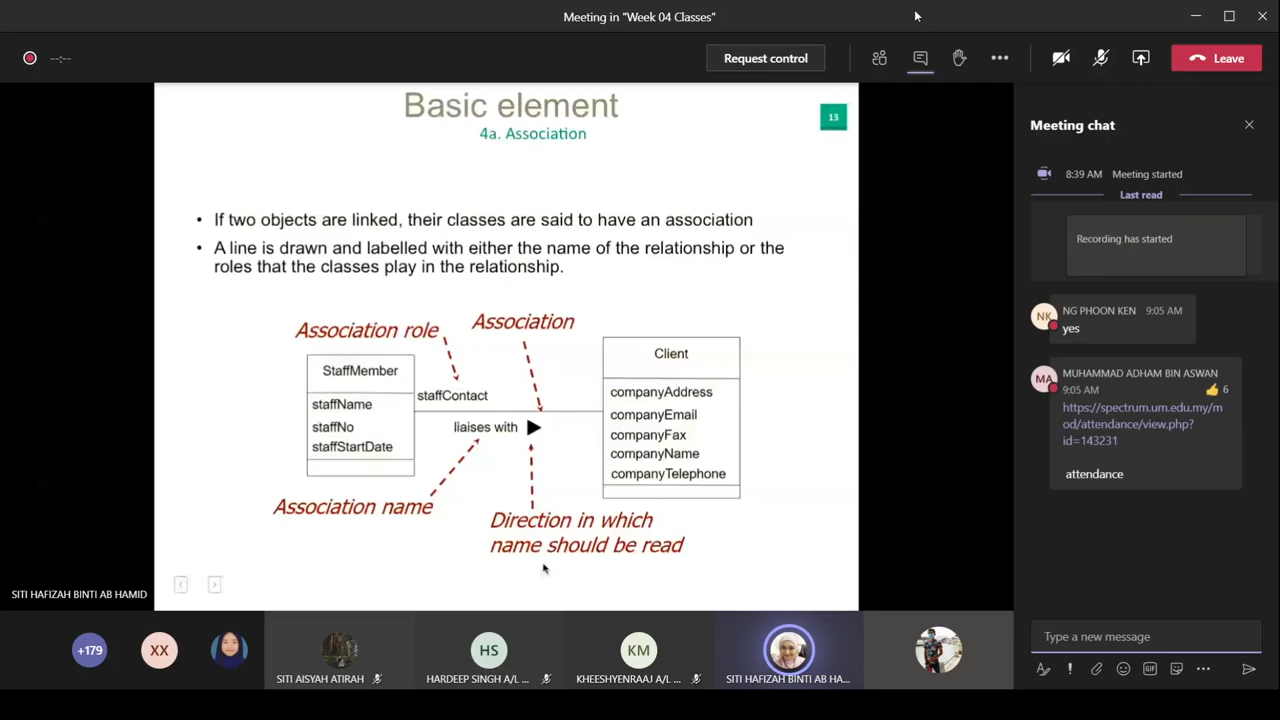 Meeting in "Week 04 Classes"
--:--
Request control
Leave
Basic element
4a. Association
13
• If two objects are linked, their classes are said to have an association
• A line is drawn and labelled with either the name of the relationship or the
roles that the classes play in the relationship.
Association role
Association
StaffMember
staffName
staffNo
staffStartDate
staffContact
liaises with
Client
companyAddress
companyEmail
companyFax
companyName
companyTelephone
Association name
Direction in which
name should be read
SITI HAFIZAH BINTI AB HAMID
+179
XX
SITI AISYAH ATIRAH
HS
HARDEEP SINGH A/L ...
KM
KHEESHYENRAAJ A/L ...
SITI HAFIZAH BINTI AB HA...
Meeting chat
8:39 AM Meeting started
Last read
Recording has started
NK
NG PHOON KEN 9:05 AM
yes
MA
MUHAMMAD ADHAM BIN ASWAN
9:05 AM
👍 6
https://spectrum.um.edu.my/m
od/attendance/view.php?
id=143231
attendance
Type a new message
GIF